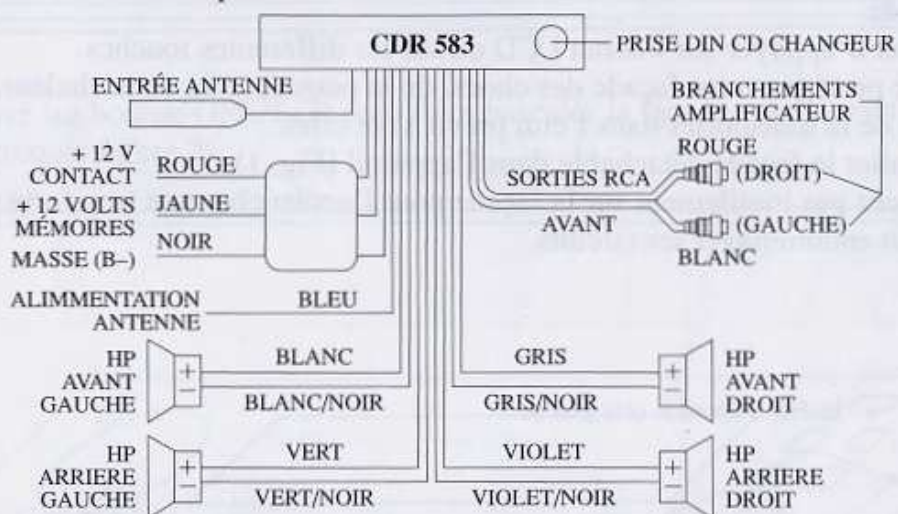 CDR 583
PRISE DIN CD CHANGEUR
ENTRÉE ANTENNE
BRANCHEMENTS
AMPLIFICATEUR
+ 12 V
CONTACT
ROUGE
+ 12 VOLTS
MÉMOIRES
JAUNE
MASSE (B–)
NOIR
SORTIES RCA
AVANT
ROUGE
(DROIT)
(GAUCHE)
BLANC
ALIMMENTATION
ANTENNE
BLEU
HP
AVANT
GAUCHE
+
–
BLANC
BLANC/NOIR
GRIS
GRIS/NOIR
+
–
HP
AVANT
DROIT
HP
ARRIERE
GAUCHE
+
–
VERT
VERT/NOIR
VIOLET
VIOLET/NOIR
+
–
HP
ARRIERE
DROIT